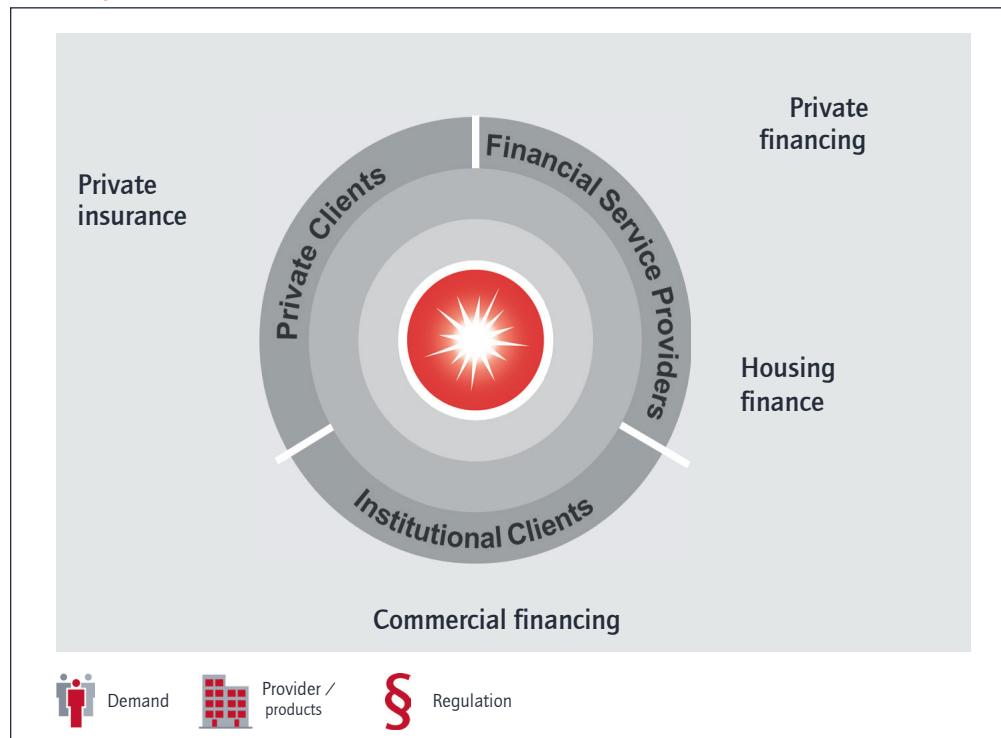 Private
financing
Private
insurance
Private Clients
Financial Service Providers
Housing
finance
Institutional Clients
Commercial financing
Demand
Provider /
products
§
Regulation